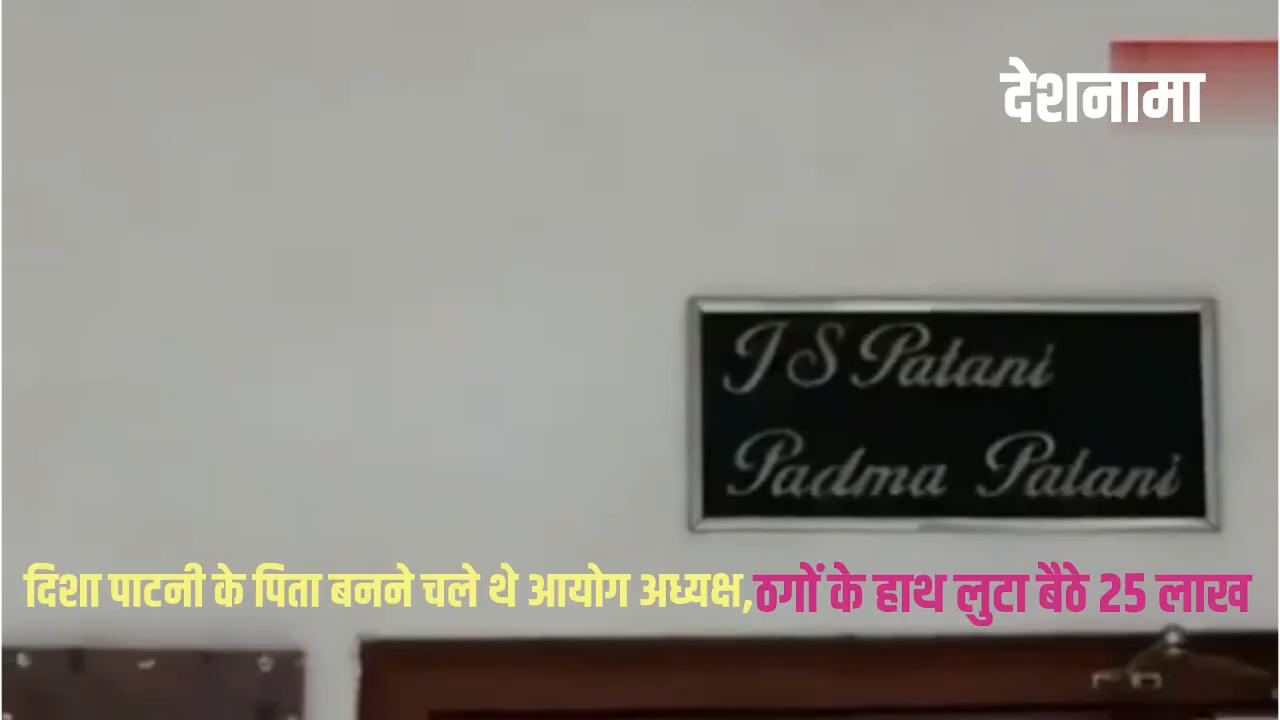 देशनामा
J S Patani
Padma Patani
दिशा पाटनी के पिता बनने चले थे आयोग अध्यक्ष,ठगों के हाथ लुटा बैठे 25 लाख